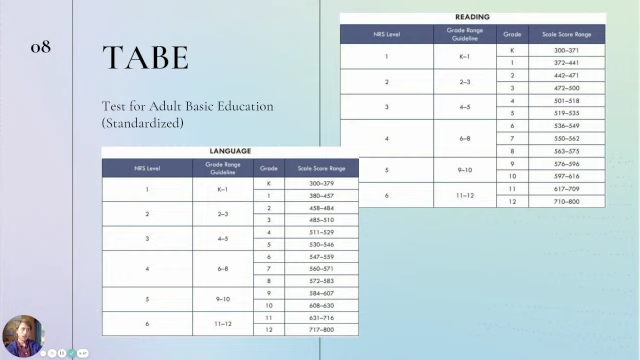 08
TABE
Test for Adult Basic Education
(Standardized)
READING
NRS Level Grade Range Guideline Grade Scale Score Range
1 K–1 K 300–371
1 372–441
2 2–3 2 442–471
3 472–500
3 4–5 4 501–518
5 519–535
4 6–8 6 536–549
7 550–562
8 563–575
5 9–10 9 576–596
10 597–616
6 11–12 11 617–709
12 710–800
LANGUAGE
NRS Level Grade Range Guideline Grade Scale Score Range
1 K–1 K 300–379
1 380–457
2 2–3 2 458–484
3 485–510
3 4–5 4 511–529
5 530–546
4 6–8 6 547–559
7 560–571
8 572–583
5 9–10 9 584–607
10 608–630
6 11–12 11 631–716
12 717–800